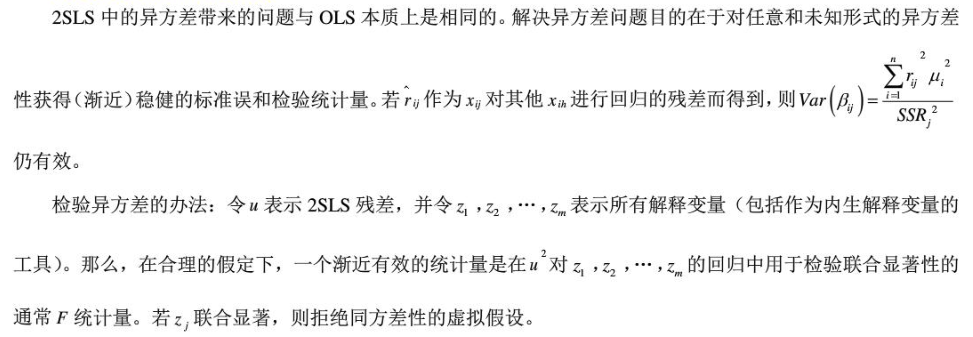 2SLS 中的异方差带来的问题与 OLS 本质上是相同的。解决异方差问题目的在于对任意和未知形式的异方差
性获得（渐近）稳健的标准误和检验统计量。若 r̂_{ij} 作为 x_{ij} 对其他 x_{ih} 进行回归的残差而得到，则 Var(β_{ij}) = \frac{\sum_{i=1}^{n} r_{ij}^{2} μ_{i}^{2}}{SSR_{j}^{2}}
仍有效。
检验异方差的办法：令 u 表示 2SLS 残差，并令 z_1，z_2，…，z_m 表示所有解释变量（包括作为内生解释变量的
工具）。那么，在合理的假定下，一个渐近有效的统计量是在 u^2 对 z_1，z_2，…，z_m 的回归中用于检验联合显著性的
通常 F 统计量。若 z_j 联合显著，则拒绝同方差性的虚拟假设。